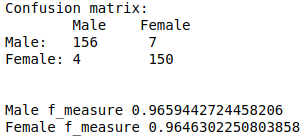 Confusion matrix:
Male Female
Male: 156 7
Female: 4 150
Male f_measure 0.9659442724458206
Female f_measure 0.9646302250803858